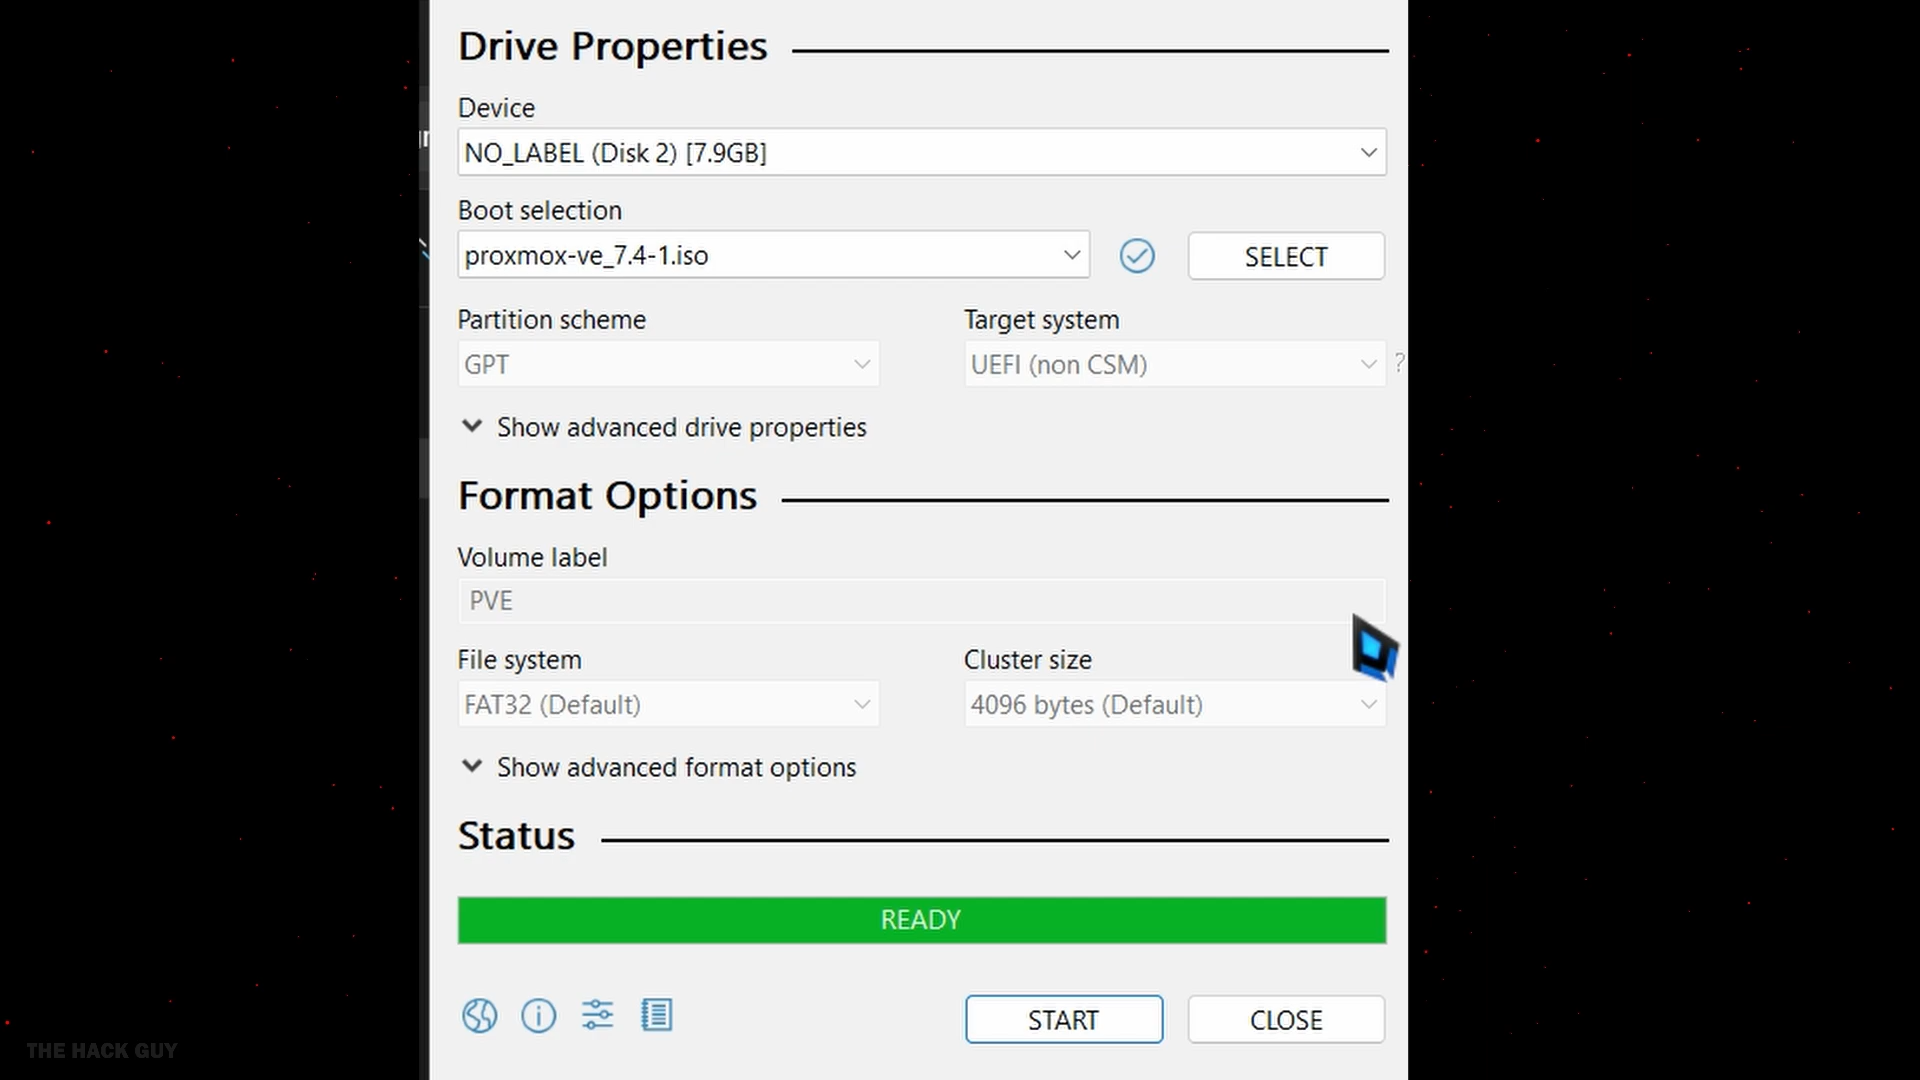 Drive Properties
Device
NO_LABEL (Disk 2) [7.9GB]
Boot selection
proxmox-ve_7.4-1.iso
SELECT
Partition scheme
Target system
GPT
UEFI (non CSM)
?
Show advanced drive properties
Format Options
Volume label
PVE
File system
Cluster size
FAT32 (Default)
4096 bytes (Default)
Show advanced format options
Status
READY
START
CLOSE
THE HACK GUY